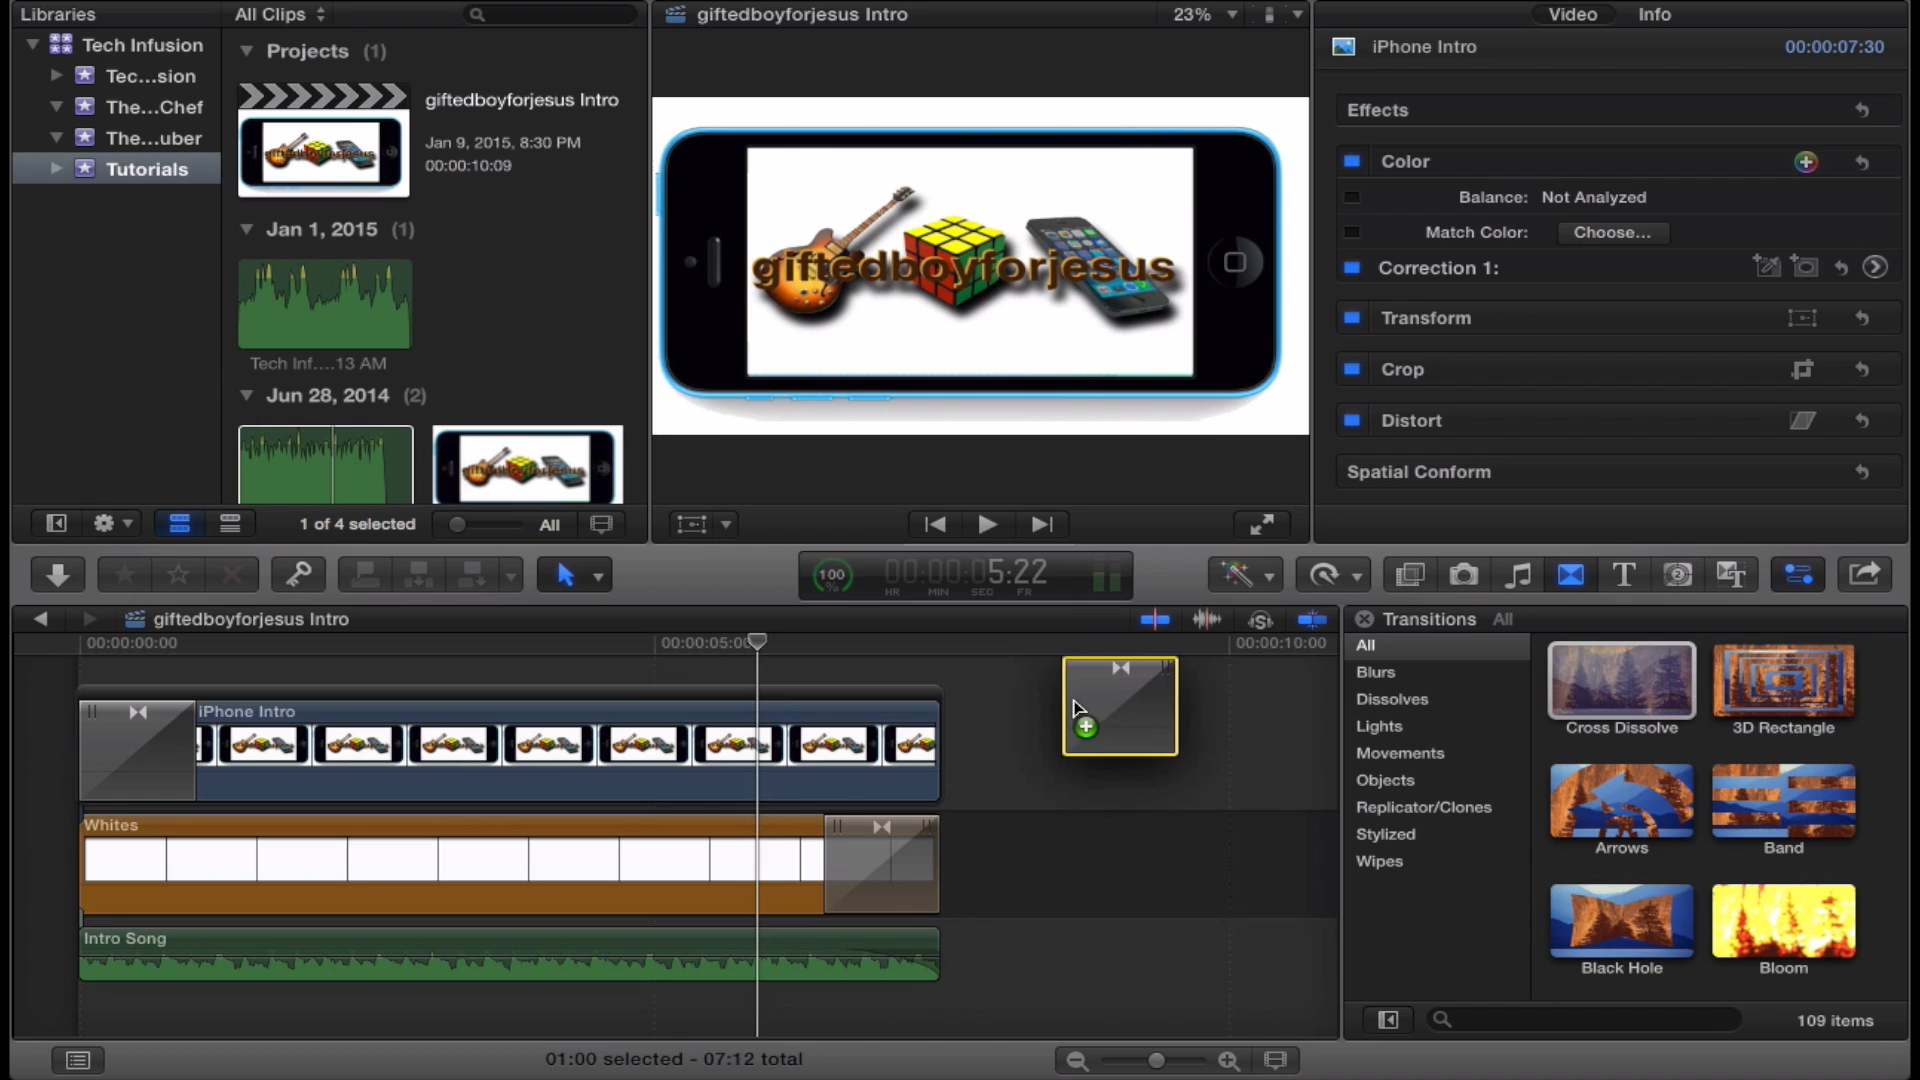 Libraries
All Clips
giftedboyforjesus Intro
23%
Video
Info
Tech Infusion
Tec...sion
The...Chef
The...uber
Tutorials
Projects (1)
giftedboyforjesus Intro
Jan 9, 2015, 8:30 PM
00:00:10:09
Jan 1, 2015 (1)
Tech Inf....13 AM
Jun 28, 2014 (2)
1 of 4 selected
All
giftedboyforjesus
iPhone Intro
00:00:07:30
Effects
Color
Balance: Not Analyzed
Match Color: Choose...
Correction 1:
Transform
Crop
Distort
Spatial Conform
100
%
00:00:05:22
HR MIN SEC FR
giftedboyforjesus Intro
00:00:00:00
00:00:05:00
00:00:10:00
iPhone Intro
Whites
Intro Song
01:00 selected - 07:12 total
Transitions All
All
Blurs
Dissolves
Lights
Movements
Objects
Replicator/Clones
Stylized
Wipes
Cross Dissolve
3D Rectangle
Arrows
Band
Black Hole
Bloom
109 items